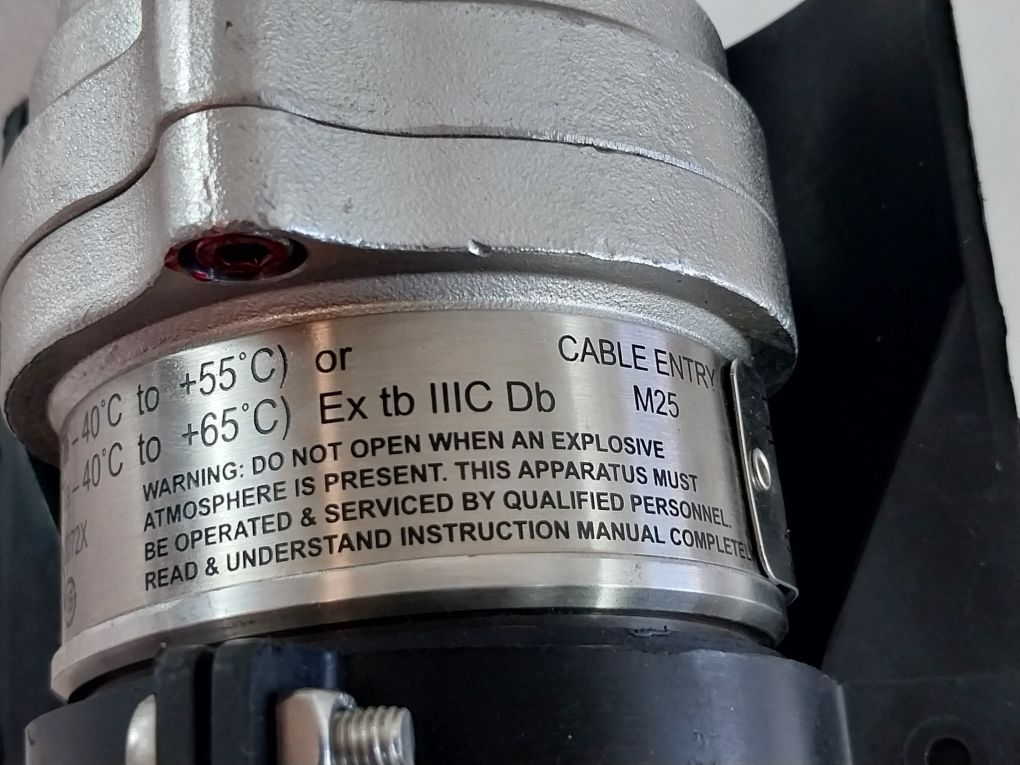 -40°C to +55°C) or
-40°C to +65°C) Ex tb IIIC Db
CABLE ENTRY
M25
WARNING: DO NOT OPEN WHEN AN EXPLOSIVE
ATMOSPHERE IS PRESENT. THIS APPARATUS MUST
BE OPERATED & SERVICED BY QUALIFIED PERSONNEL.
READ & UNDERSTAND INSTRUCTION MANUAL
72X